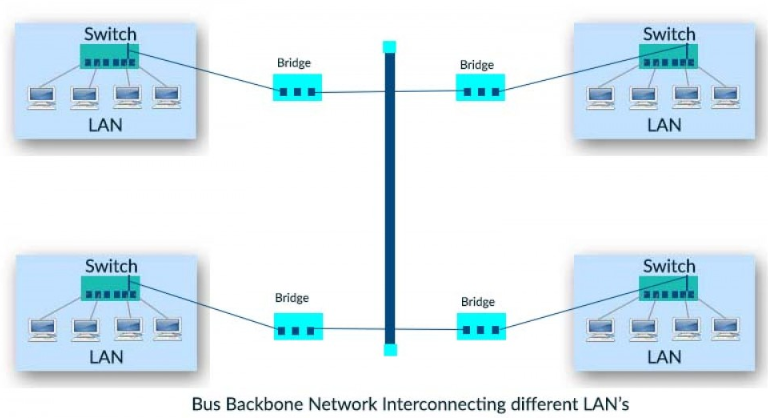 Switch
Switch
Bridge
Bridge
LAN
LAN
Switch
Switch
Bridge
Bridge
LAN
LAN
Bus Backbone Network Interconnecting different LAN's